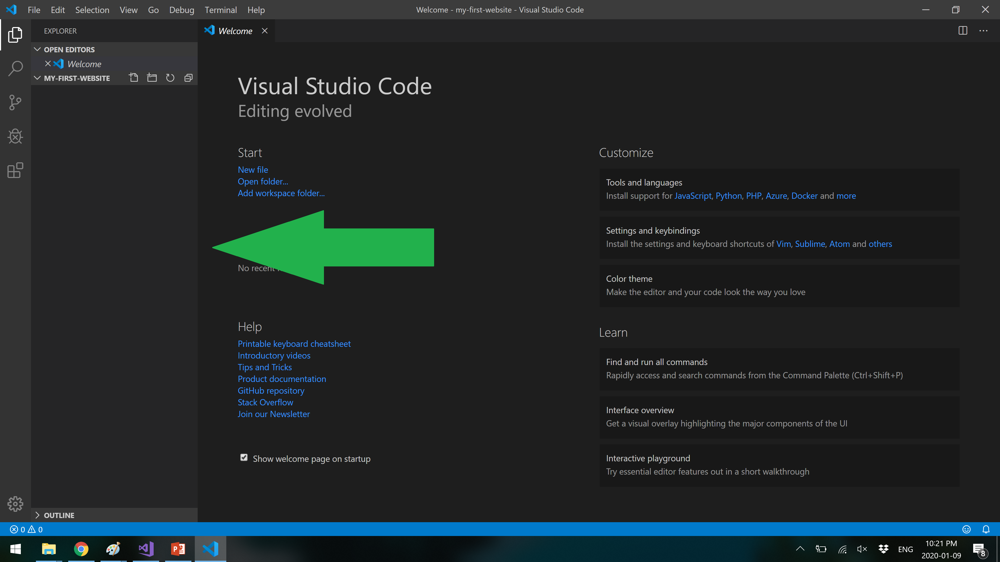 File Edit Selection View Go Debug Terminal Help
Welcome - my-first-website - Visual Studio Code
EXPLORER
OPEN EDITORS
Welcome
MY-FIRST-WEBSITE
OUTLINE
Welcome
Visual Studio Code
Editing evolved
Start
New file
Open folder...
Add workspace folder...
No recent
Help
Printable keyboard cheatsheet
Introductory videos
Tips and Tricks
Product documentation
GitHub repository
Stack Overflow
Join our Newsletter
Show welcome page on startup
Customize
Tools and languages
Install support for JavaScript, Python, PHP, Azure, Docker and more
Settings and keybindings
Install the settings and keyboard shortcuts of Vim, Sublime, Atom and others
Color theme
Make the editor and your code look the way you love
Learn
Find and run all commands
Rapidly access and search commands from the Command Palette (Ctrl+Shift+P)
Interface overview
Get a visual overlay highlighting the major components of the UI
Interactive playground
Try essential editor features out in a short walkthrough
0 0
ENG
10:21 PM
2020-01-09
8